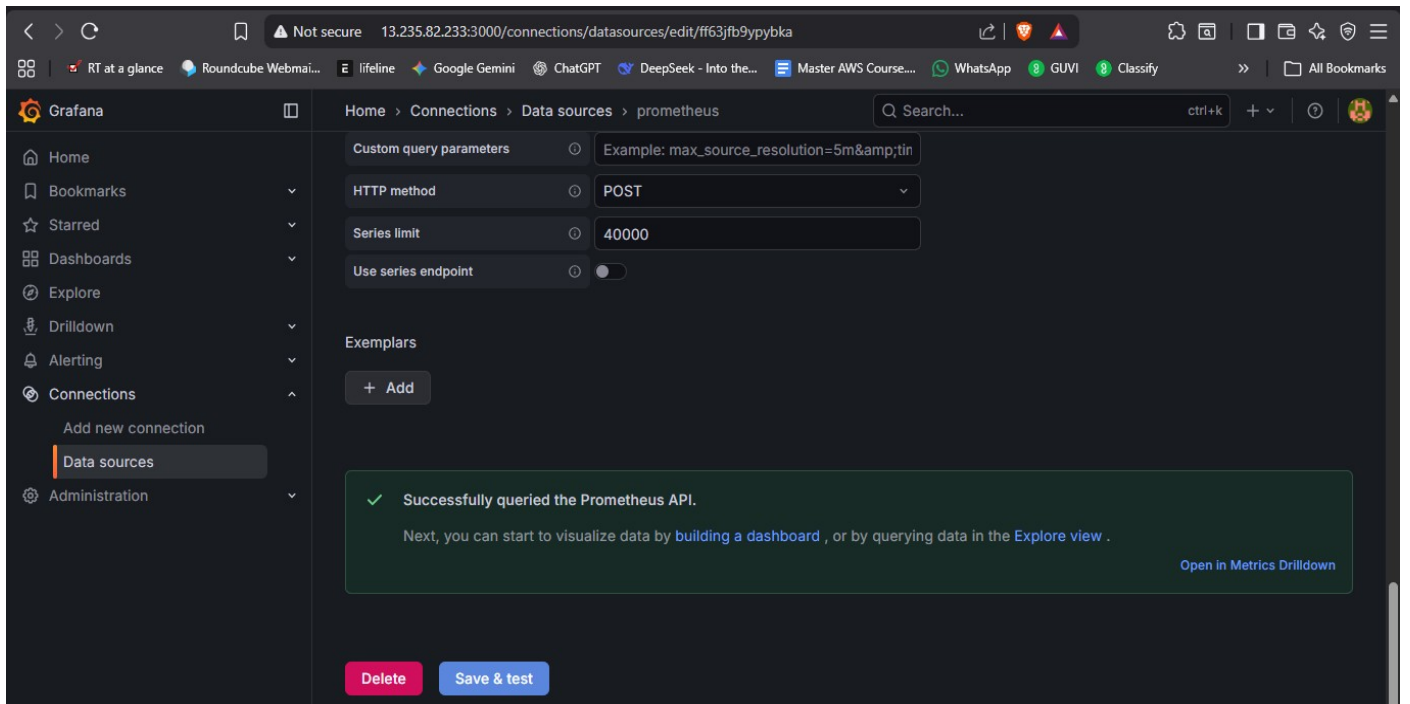 Not secure 13.235.82.233:3000/connections/datasources/edit/ff63jfb9ypybka
RT at a glance Roundcube Webmai... lifeline Google Gemini ChatGPT DeepSeek - Into the... Master AWS Course.... WhatsApp GUVI Classify » All Bookmarks
Grafana
Home › Connections › Data sources › prometheus
Search... ctrl+k
Home
Bookmarks
Starred
Dashboards
Explore
Drilldown
Alerting
Connections
Add new connection
Data sources
Administration
Custom query parameters Example: max_source_resolution=5m&amp;tin
HTTP method POST
Series limit 40000
Use series endpoint
Exemplars
+ Add
Successfully queried the Prometheus API.
Next, you can start to visualize data by building a dashboard , or by querying data in the Explore view .
Open in Metrics Drilldown
Delete Save & test